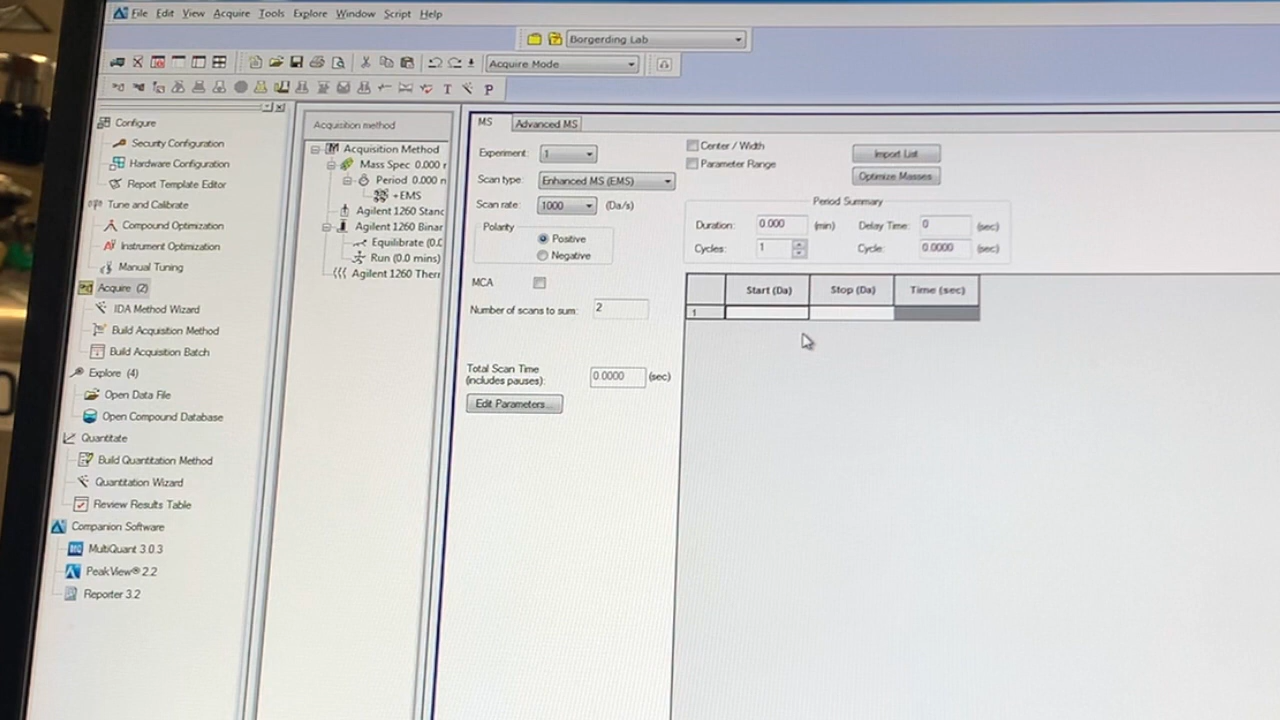 File Edit View Acquire Tools Explore Window Script Help
Borgerding Lab
Acquire Mode
T P
Configure
Security Configuration
Hardware Configuration
Report Template Editor
Tune and Calibrate
Compound Optimization
Instrument Optimization
Manual Tuning
Acquire (2)
IDA Method Wizard
Build Acquisition Method
Build Acquisition Batch
Explore (4)
Open Data File
Open Compound Database
Quantitate
Build Quantitation Method
Quantitation Wizard
Review Results Table
Companion Software
MultiQuant 3.0.3
PeakView® 2.2
Reporter 3.2
Acquisition method
Acquisition Method
Mass Spec 0.000
Period 0.000
+EMS
Agilent 1260 Stanc
Agilent 1260 Binar
Equilibrate (0.0
Run (0.0 mins)
Agilent 1260 Ther
MS Advanced MS
Experiment: 1
Scan type: Enhanced MS (EMS)
Scan rate: 1000 (Da/s)
Polarity
Positive
Negative
MCA
Number of scans to sum: 2
Total Scan Time
(includes pauses): 0.0000 (sec)
Edit Parameters...
Center / Width
Parameter Range
Import List
Optimize Masses
Period Summary
Duration: 0.000 (min) Delay Time: 0 (sec)
Cycles: 1 Cycle: 0.0000 (sec)
Start (Da) Stop (Da) Time (sec)
1